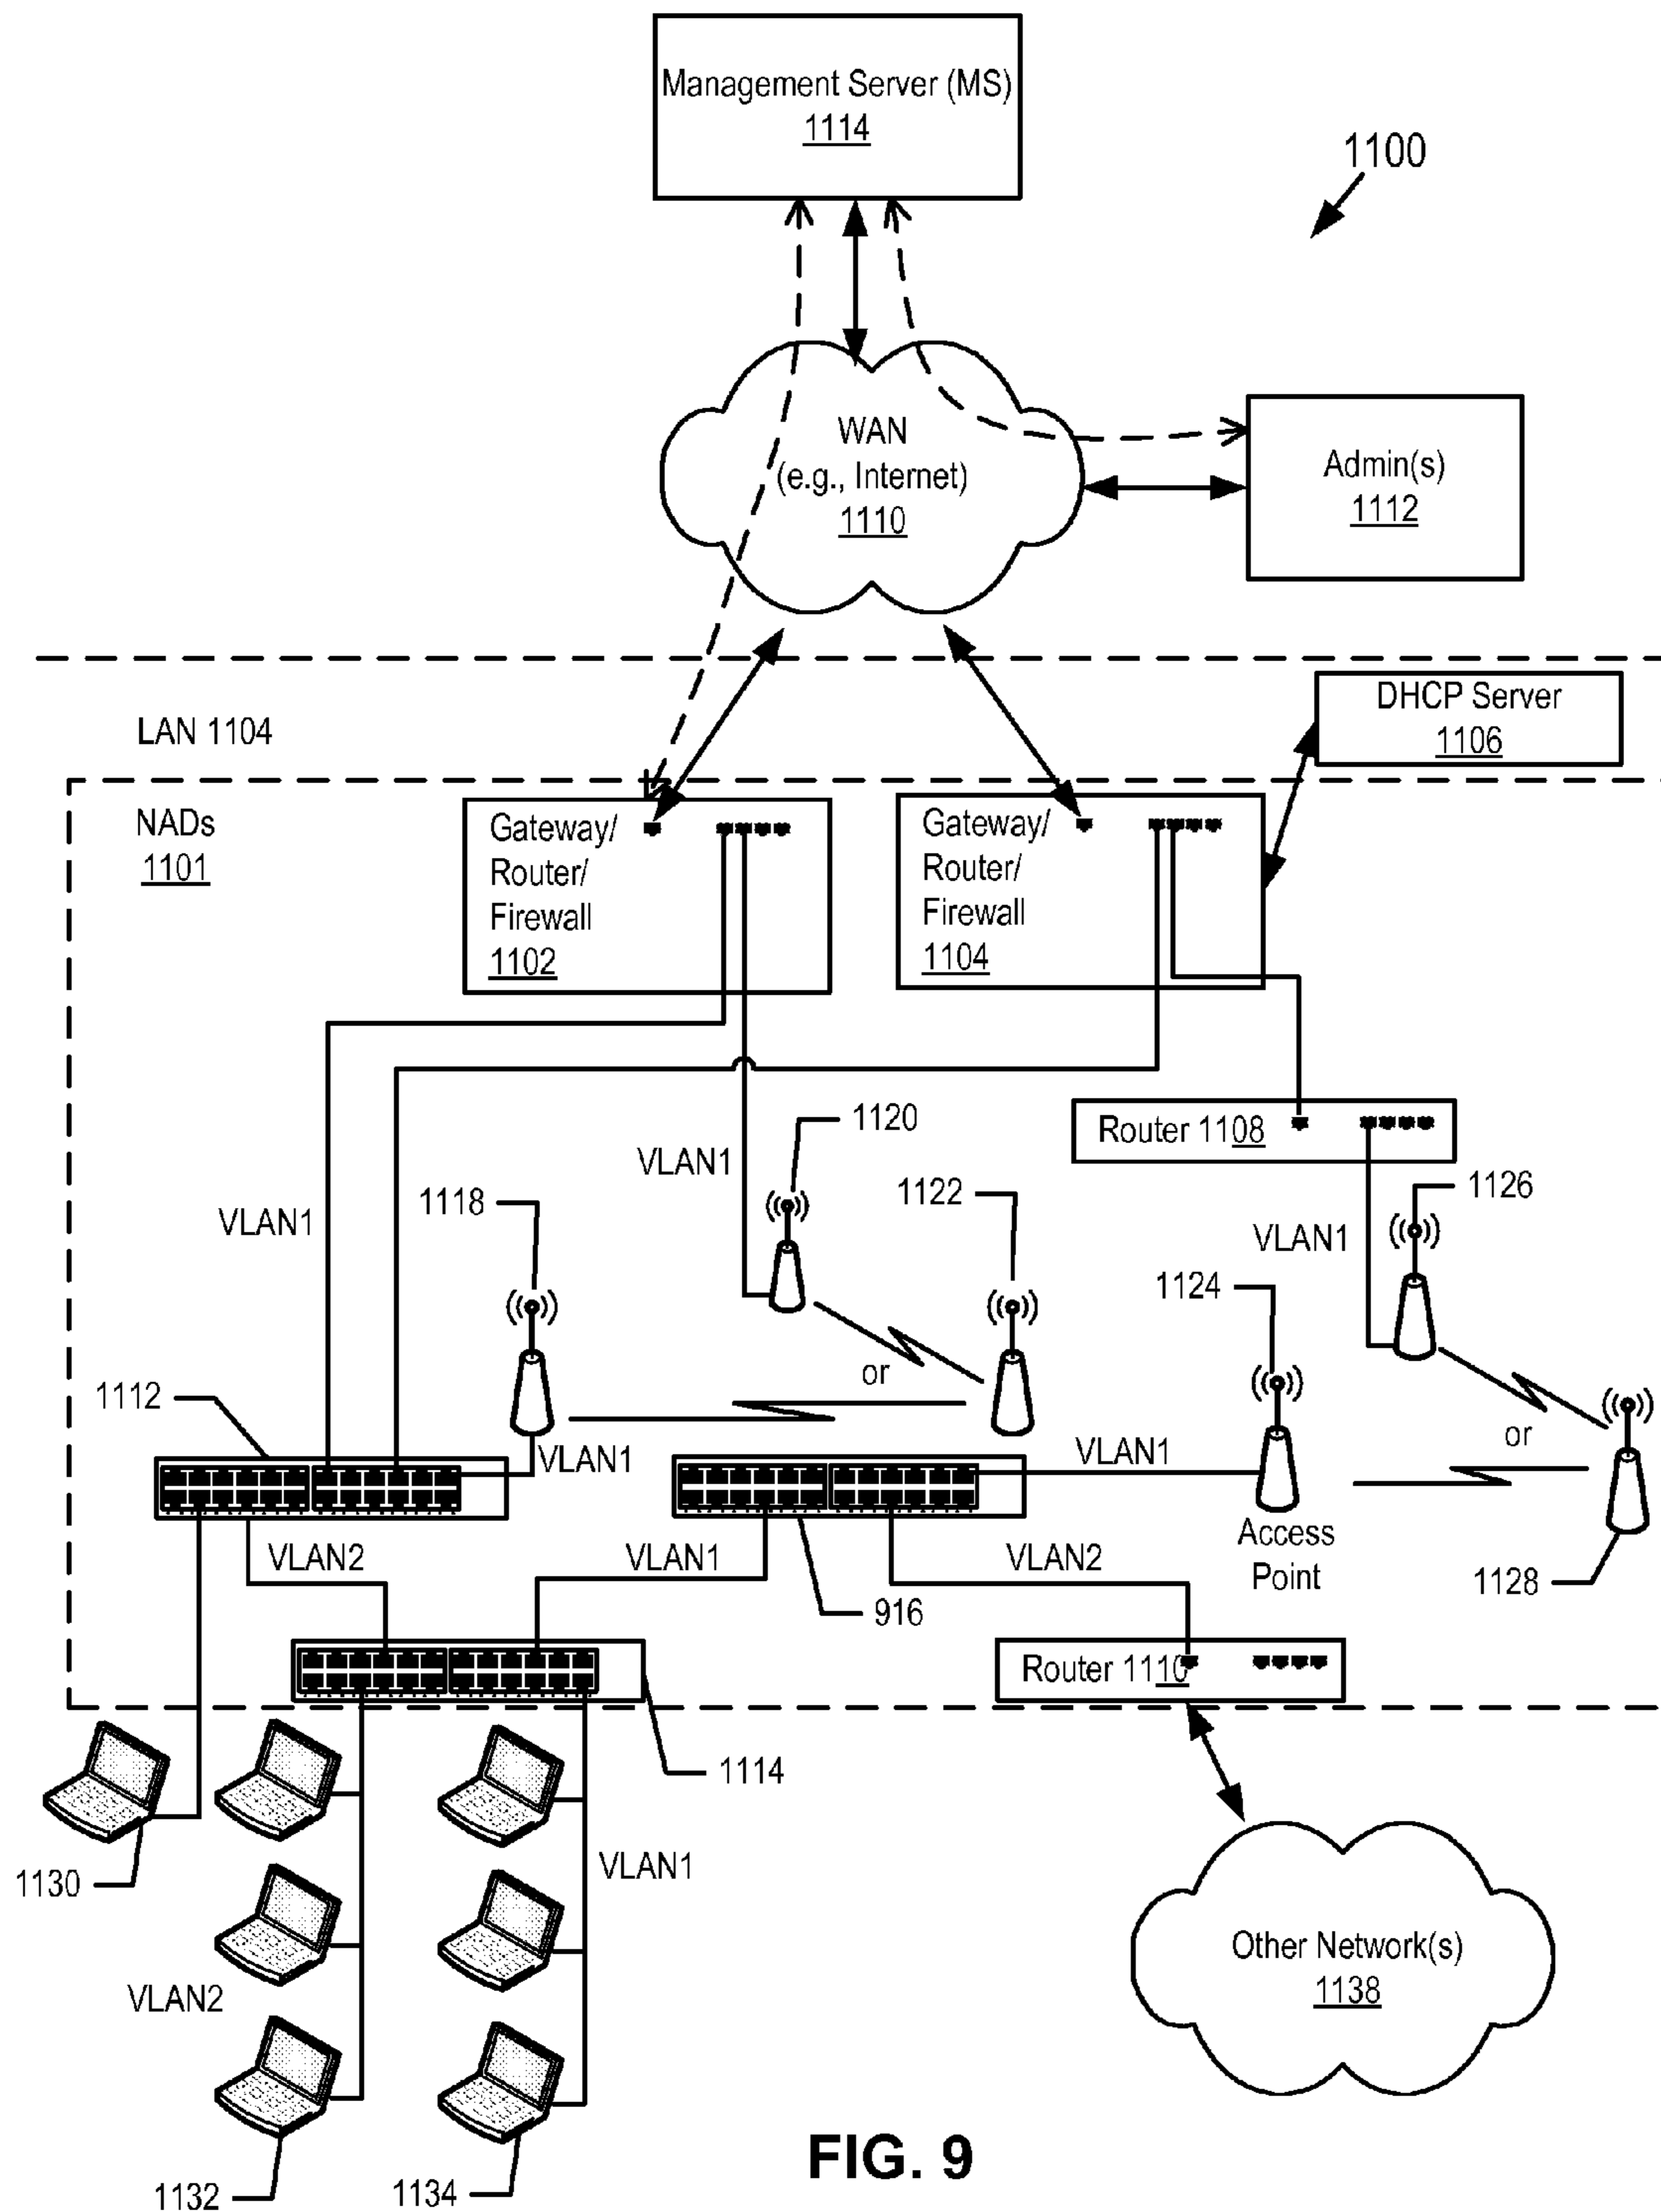 Management Server (MS)
1114
1100
WAN
(e.g., Internet)
1110
Admin(s)
1112
DHCP Server
1106
LAN 1104
NADs
1101
Gateway/
Router/
Firewall
1102
Gateway/
Router/
Firewall
1104
1120
Router 1108
VLAN1
1118
1122
1126
VLAN1
VLAN1
1124
or
1112
or
VLAN1
VLAN1
Access
Point
VLAN2
VLAN1
VLAN2
1128
916
Router 1110
1114
VLAN1
1130
Other Network(s)
1138
VLAN2
FIG. 9
1132
1134